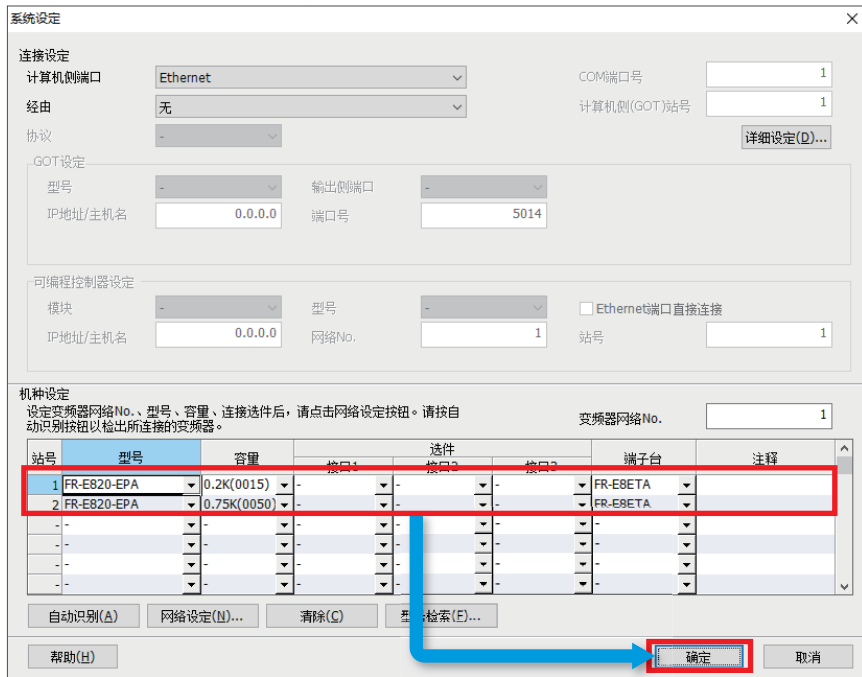 系统设定
连接设定
计算机侧端口 Ethernet COM端口号 1
经由 无 计算机侧(GOT)站号 1
协议 - 详细设定(D)...
GOT设定
型号 - 输出侧端口 -
IP地址/主机名 0.0.0.0 端口号 5014
可编程控制器设定
模块 - 型号 - Ethernet端口直接连接
IP地址/主机名 0.0.0.0 网络No. 1 站号 1
机种设定
设定变频器网络No.、型号、容量、连接选件后，请点击网络设定按钮。请按自
动识别按钮以检出所连接的变频器。
变频器网络No. 1
站号 型号 容量 选件 端子台 注释
接口1 接口2 接口3
1 FR-E820-EPA 0.2K(0015) - - - FR-E8ETA
2 FR-E820-EPA 0.75K(0050) - - - FR-E8ETA
- - - - - - -
- - - - - - -
- - - - - - -
- - - - - - -
自动识别(A) 网络设定(N)... 清除(C) 型 检索(F)...
帮助(H) 确定 取消